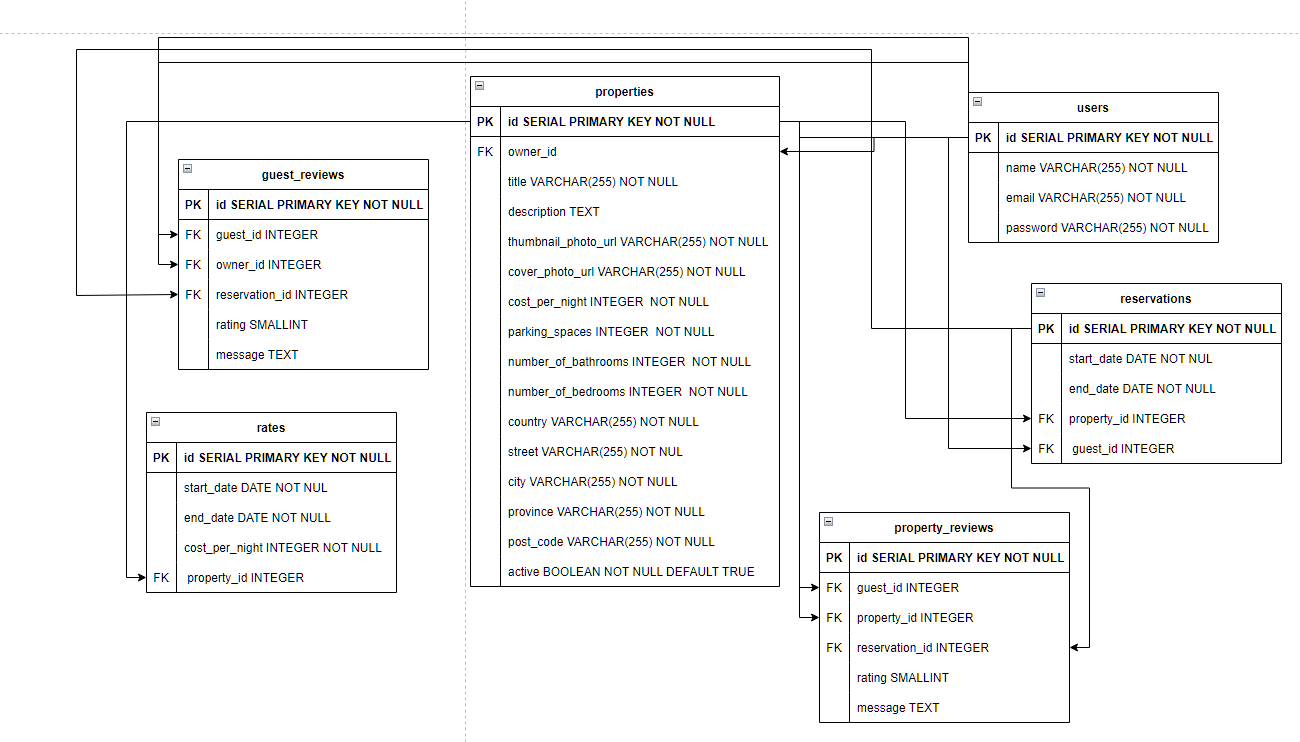 properties
PK id SERIAL PRIMARY KEY NOT NULL
FK owner_id
title VARCHAR(255) NOT NULL
description TEXT
thumbnail_photo_url VARCHAR(255) NOT NULL
cover_photo_url VARCHAR(255) NOT NULL
cost_per_night INTEGER  NOT NULL
parking_spaces INTEGER  NOT NULL
number_of_bathrooms INTEGER  NOT NULL
number_of_bedrooms INTEGER  NOT NULL
country VARCHAR(255) NOT NULL
street VARCHAR(255) NOT NUL
city VARCHAR(255) NOT NULL
province VARCHAR(255) NOT NULL
post_code VARCHAR(255) NOT NULL
active BOOLEAN NOT NULL DEFAULT TRUE
users
PK id SERIAL PRIMARY KEY NOT NULL
name VARCHAR(255) NOT NULL
email VARCHAR(255) NOT NULL
password VARCHAR(255) NOT NULL
guest_reviews
PK id SERIAL PRIMARY KEY NOT NULL
FK guest_id INTEGER
FK owner_id INTEGER
FK reservation_id INTEGER
rating SMALLINT
message TEXT
reservations
PK id SERIAL PRIMARY KEY NOT NULL
start_date DATE NOT NUL
end_date DATE NOT NULL
FK property_id INTEGER
FK guest_id INTEGER
rates
PK id SERIAL PRIMARY KEY NOT NULL
start_date DATE NOT NUL
end_date DATE NOT NULL
cost_per_night INTEGER NOT NULL
FK property_id INTEGER
property_reviews
PK id SERIAL PRIMARY KEY NOT NULL
FK guest_id INTEGER
FK property_id INTEGER
FK reservation_id INTEGER
rating SMALLINT
message TEXT